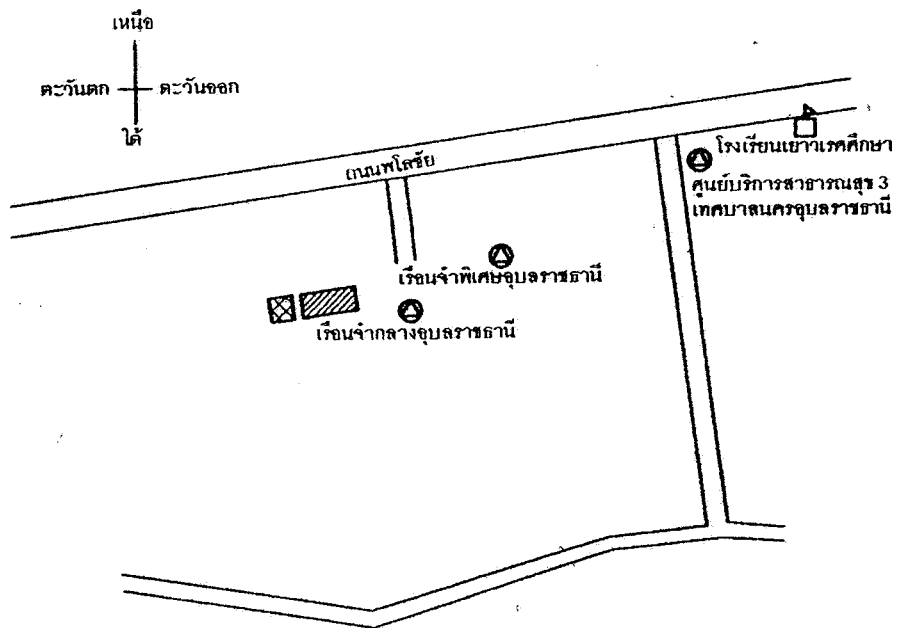 เหนือ
ตะวันตก
ตะวันออก
ใต้
ถนนพโลชัย
โรงเรียนเยาวเรศศึกษา
ศูนย์บริการสาธารณสุข 3
เทศบาลนครอุบลราชธานี
เรือนจำพิเศษอุบลราชธานี
เรือนจำกลางอุบลราชธานี